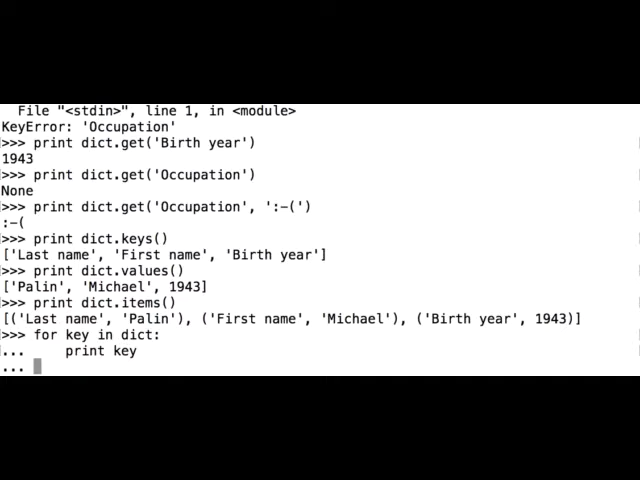 File "<stdin>", line 1, in <module>
KeyError: 'Occupation'
>>> print dict.get('Birth year')
1943
>>> print dict.get('Occupation')
None
>>> print dict.get('Occupation', ':-(')
:-(
>>> print dict.keys()
['Last name', 'First name', 'Birth year']
>>> print dict.values()
['Palin', 'Michael', 1943]
>>> print dict.items()
[('Last name', 'Palin'), ('First name', 'Michael'), ('Birth year', 1943)]
>>> for key in dict:
...     print key
...